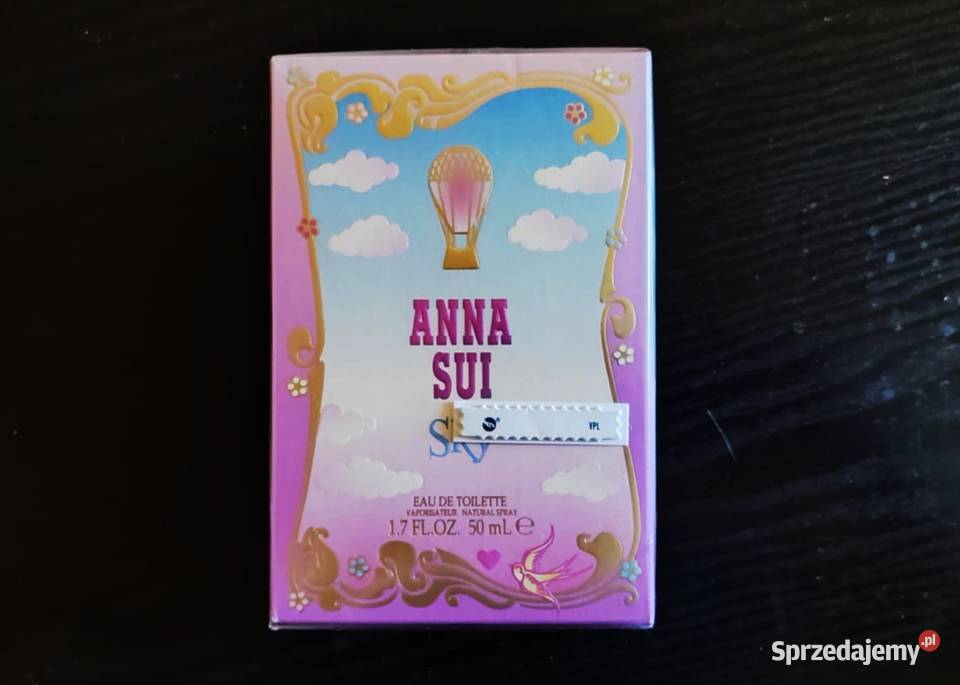 ANNA
SUI
Sky
VPL
EAU DE TOILETTE
VAPORISATEUR NATURAL SPRAY
1.7 FL.OZ. 50 mL ℮
Sprzedajemy.pl